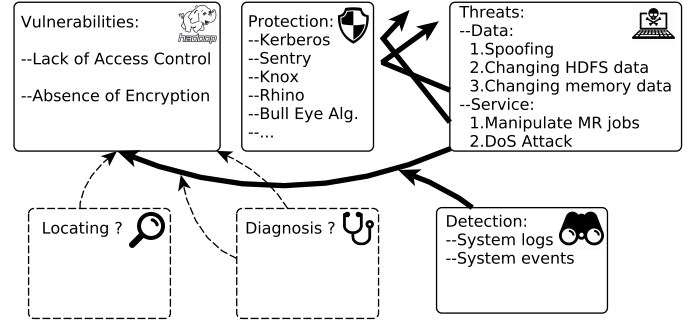 Vulnerabilities:
hadoop
--Lack of Access Control
--Absence of Encryption
Protection:
--Kerberos
--Sentry
--Knox
--Rhino
--Bull Eye Alg.
--...
Threats:
--Data:
1.Spoofing
2.Changing HDFS data
3.Changing memory data
--Service:
1.Manipulate MR jobs
2.DoS Attack
Locating ?
Diagnosis ?
Detection:
--System logs
--System events